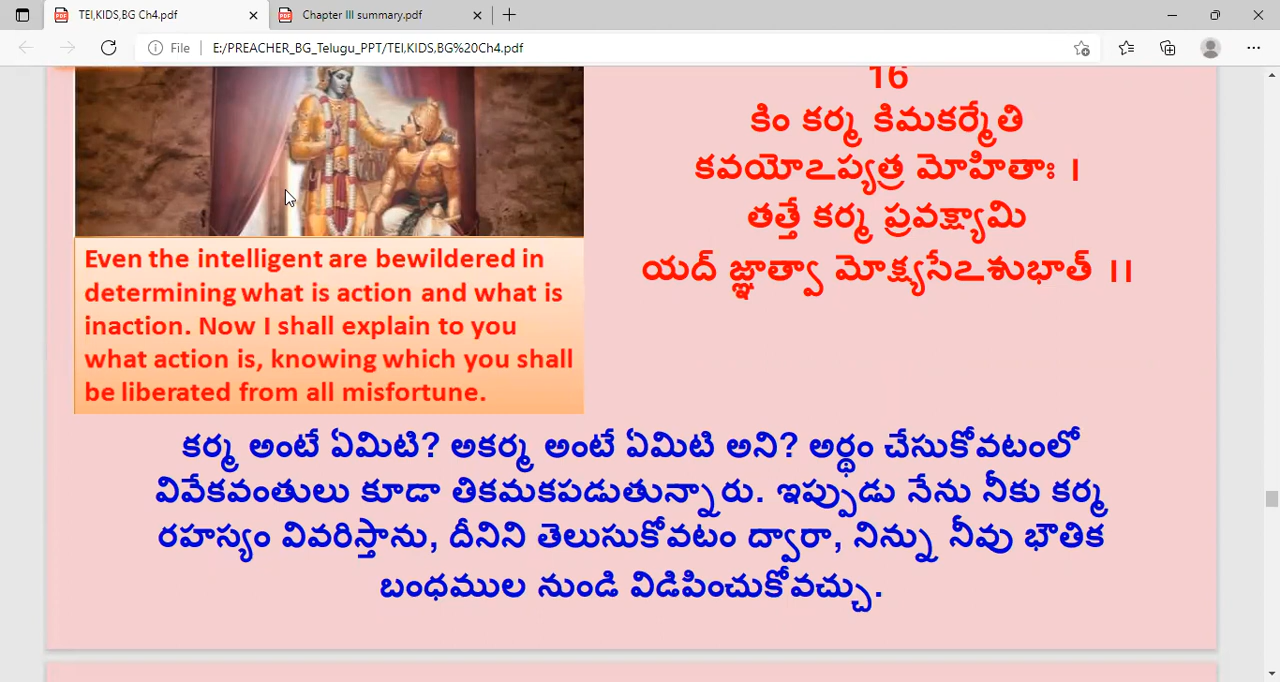 TEI,KIDS,BG Ch4.pdf
Chapter III summary.pdf
File
E:/PREACHER_BG_Telugu_PPT/TEI,KIDS,BG%20Ch4.pdf
16
కిం కర్మ కిమకర్మేతి
కవయోఽప్యత్ర మోహితాః ।
తత్తే కర్మ ప్రవక్ష్యామి
యద్ జ్ఞాత్వా మోక్ష్యసేఽశుభాత్ ।।
Even the intelligent are bewildered in
determining what is action and what is
inaction. Now I shall explain to you
what action is, knowing which you shall
be liberated from all misfortune.
కర్మ అంటే ఏమిటి? అకర్మ అంటే ఏమిటి అని? అర్థం చేసుకోవటంలో
వివేకవంతులు కూడా తికమకపడుతున్నారు. ఇప్పుడు నేను నీకు కర్మ
రహస్యం వివరిస్తాను, దీనిని తెలుసుకోవటం ద్వారా, నిన్ను నీవు భౌతిక
బంధముల నుండి విడిపించుకోవచ్చు.